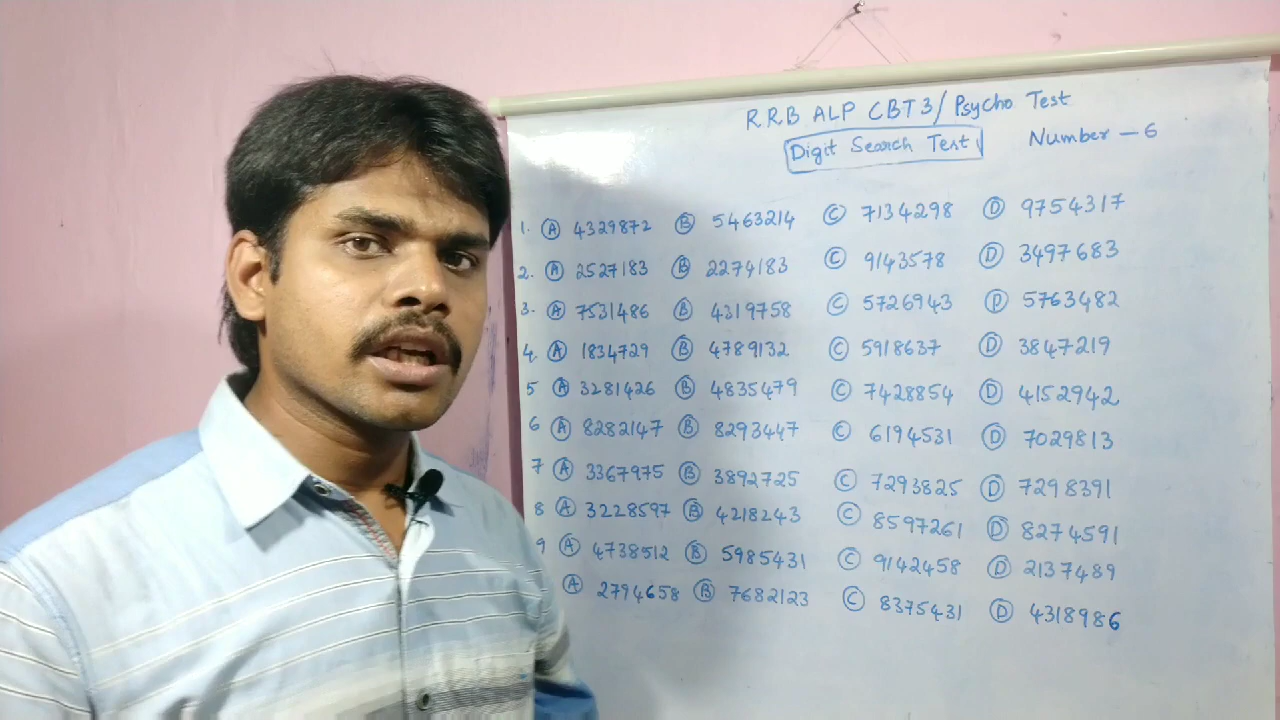 RRB ALP CBT3/Psycho Test
Digit Search Test Number - 6
1. A 4329872 B 5463214 C 7134298 D 9754317
2. A 2527183 B 2274183 C 9143578 D 3497683
3. A 7531486 B 4319758 C 5726943 D 5763482
4. A 1834729 B 4789132 C 5918637 D 3847219
5 A 3281426 B 4835479 C 7428854 D 4152942
6 A 8282147 B 8293447 C 6194531 D 7029813
7 A 3367975 B 3892725 C 7293825 D 7298391
8 A 3228597 B 4218243 C 8597261 D 8274591
9 A 4738512 B 5985431 C 9142458 D 2137489
A 2794658 B 7682123 C 8375431 D 4318986